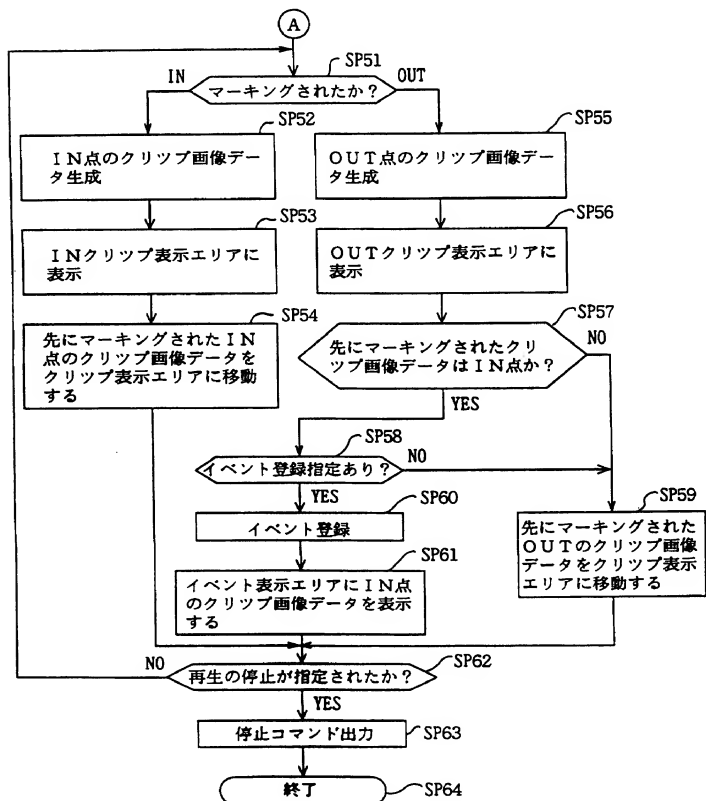 A
SP51
IN
マーキングされたか？
OUT
SP52
IN点のクリツプ画像デー
タ生成
SP55
OUT点のクリツプ画像デ
ータ生成
SP53
INクリツプ表示エリアに
表示
SP56
OUTクリツプ表示エリアに
表示
SP54
先にマーキングされたIN
点のクリツプ画像データを
クリツプ表示エリアに移動
する
SP57
先にマーキングされたクリ
ツプ画像データはIN点か？
NO
YES
SP58
イベント登録指定あり？
NO
YES
SP60
イベント登録
SP59
先にマーキングされた
OUTのクリツプ画像
データをクリツプ表示
エリアに移動する
SP61
イベント表示エリアにIN点
のクリツプ画像データを表示
する
NO
再生の停止が指定されたか？
SP62
YES
停止コマンド出力
SP63
終了
SP64